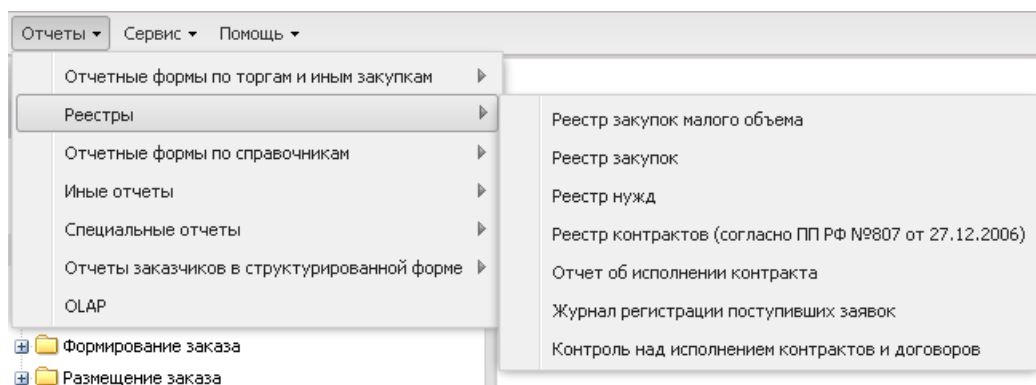 Отчеты Сервис Помощь
Отчетные формы по торгам и иным закупкам
Реестры
Отчетные формы по справочникам
Иные отчеты
Специальные отчеты
Отчеты заказчиков в структурированной форме
OLAP
Реестр закупок малого объема
Реестр закупок
Реестр нужд
Реестр контрактов (согласно ПП РФ №807 от 27.12.2006)
Отчет об исполнении контракта
Журнал регистрации поступивших заявок
Контроль над исполнением контрактов и договоров
Формирование заказа
Размещение заказа